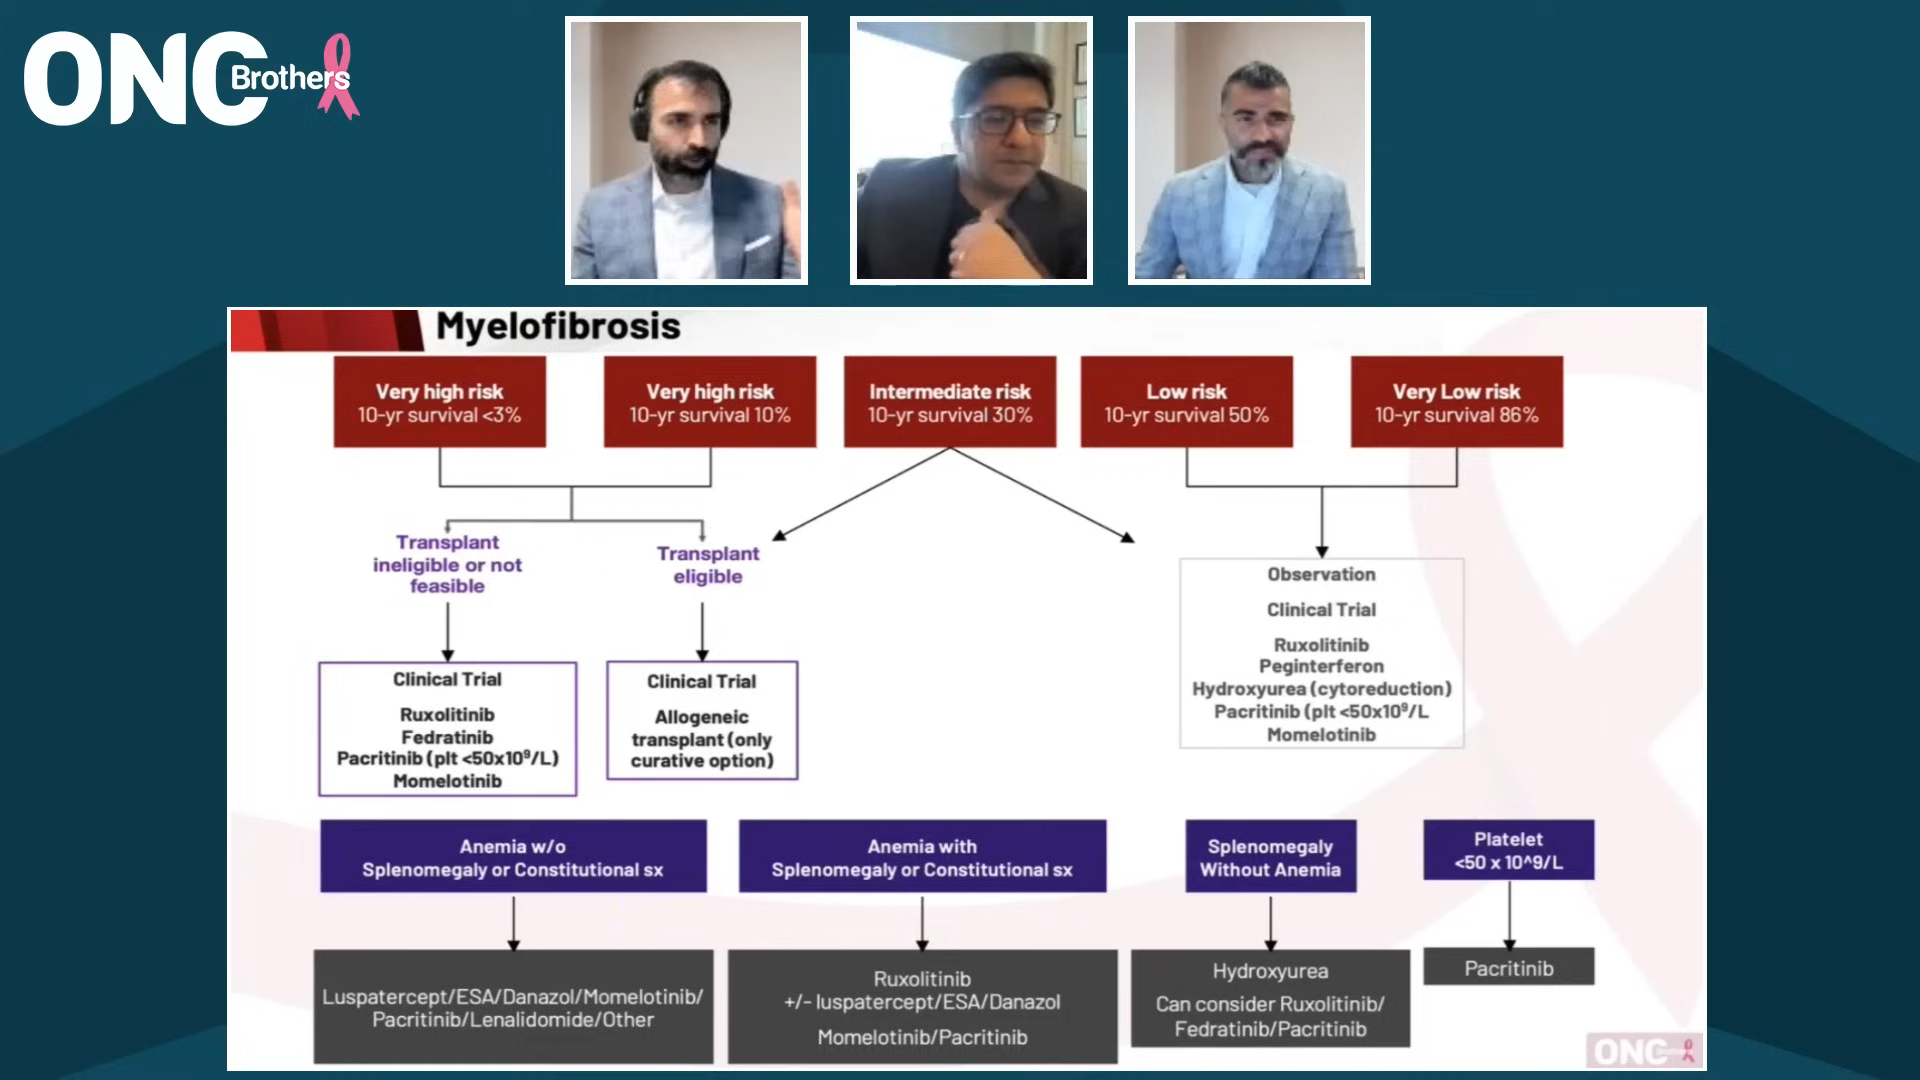 ONC
Brothers
Myelofibrosis
Very high risk
10-yr survival <3%
Very high risk
10-yr survival 10%
Intermediate risk
10-yr survival 30%
Low risk
10-yr survival 50%
Very Low risk
10-yr survival 86%
Transplant
ineligible or not
feasible
Transplant
eligible
Clinical Trial
Ruxolitinib
Fedratinib
Pacritinib (plt <50x10⁹/L)
Momelotinib
Clinical Trial
Allogeneic
transplant (only
curative option)
Observation
Clinical Trial
Ruxolitinib
Peginterferon
Hydroxyurea (cytoreduction)
Pacritinib (plt <50x10⁹/L
Momelotinib
Anemia w/o
Splenomegaly or Constitutional sx
Anemia with
Splenomegaly or Constitutional sx
Splenomegaly
Without Anemia
Platelet
<50 x 10^9/L
Luspatercept/ESA/Danazol/Momelotinib/
Pacritinib/Lenalidomide/Other
Ruxolitinib
+/- luspatercept/ESA/Danazol
Momelotinib/Pacritinib
Hydroxyurea
Can consider Ruxolitinib/
Fedratinib/Pacritinib
Pacritinib
ONC
Brothers